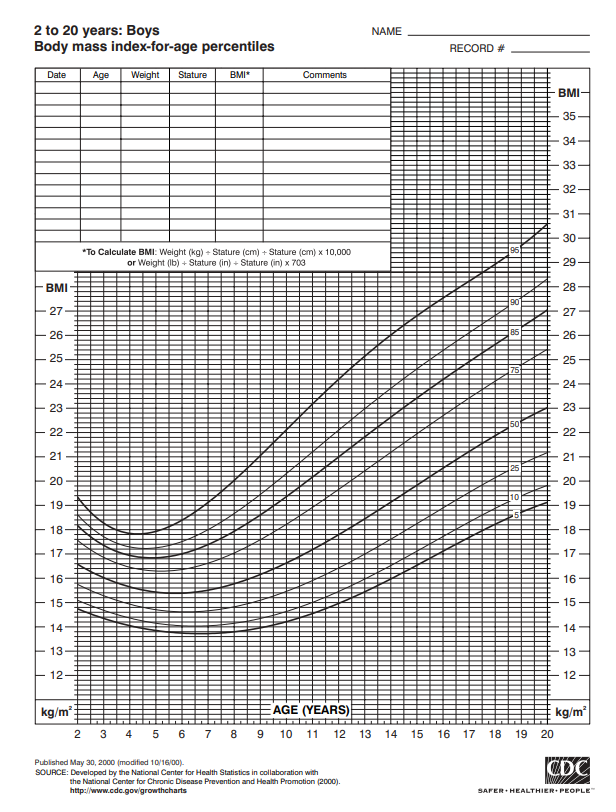 2 to 20 years: Boys
Body mass index-for-age percentiles
NAME
RECORD #
Date Age Weight Stature BMI* Comments
*To Calculate BMI: Weight (kg) ÷ Stature (cm) ÷ Stature (cm) x 10,000
or Weight (lb) ÷ Stature (in) ÷ Stature (in) x 703
BMI
35
34
33
32
31
30
95
29
BMI 28
90
27 27
85
26 26
25 25
75
24 24
23 23
50
22 22
21 21
25
20 20
10
19 19
5
18 18
17 17
16 16
15 15
14 14
13 13
12 12
kg/m² AGE (YEARS) kg/m²
2 3 4 5 6 7 8 9 10 11 12 13 14 15 16 17 18 19 20
Published May 30, 2000 (modified 10/16/00).
SOURCE: Developed by the National Center for Health Statistics in collaboration with
the National Center for Chronic Disease Prevention and Health Promotion (2000).
http://www.cdc.gov/growthcharts
CDC
SAFER • HEALTHIER • PEOPLE™